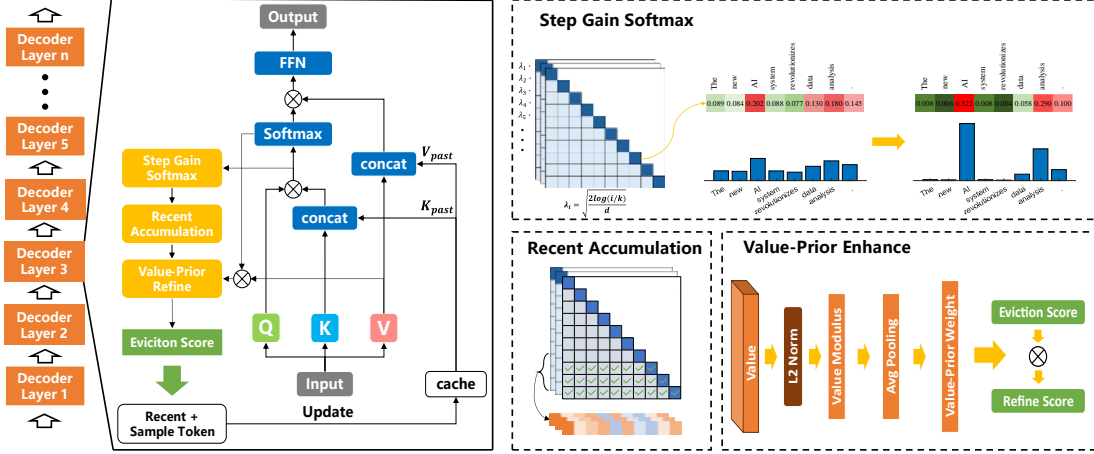 Decoder
Layer n
Decoder
Layer 5
Decoder
Layer 4
Decoder
Layer 3
Decoder
Layer 2
Decoder
Layer 1
Output
FFN
Softmax
Step Gain
Softmax
concat
V_past
Recent
Accumulation
concat
K_past
Value-Prior
Refine
Q
K
V
Eviciton Score
Input
cache
Update
Recent +
Sample Token
Step Gain Softmax
λ₁
λ₂
λ₃
λ₄
λ₅
λᵢ = √(2log(i/k)/d)
The new AI system revolutionizes data analysis .
0.089 0.084 0.202 0.088 0.077 0.130 0.180 0.145
The new AI system revolutionizes data analysis .
The new AI system revolutionizes data analysis .
0.008 0.006 0.522 0.008 0.004 0.058 0.290 0.100
The new AI system revolutionizes data analysis .
Recent Accumulation
Value-Prior Enhance
Value
L2 Norm
Value Modulus
Avg Pooling
Value-Prior Weight
Eviction Score
Refine Score